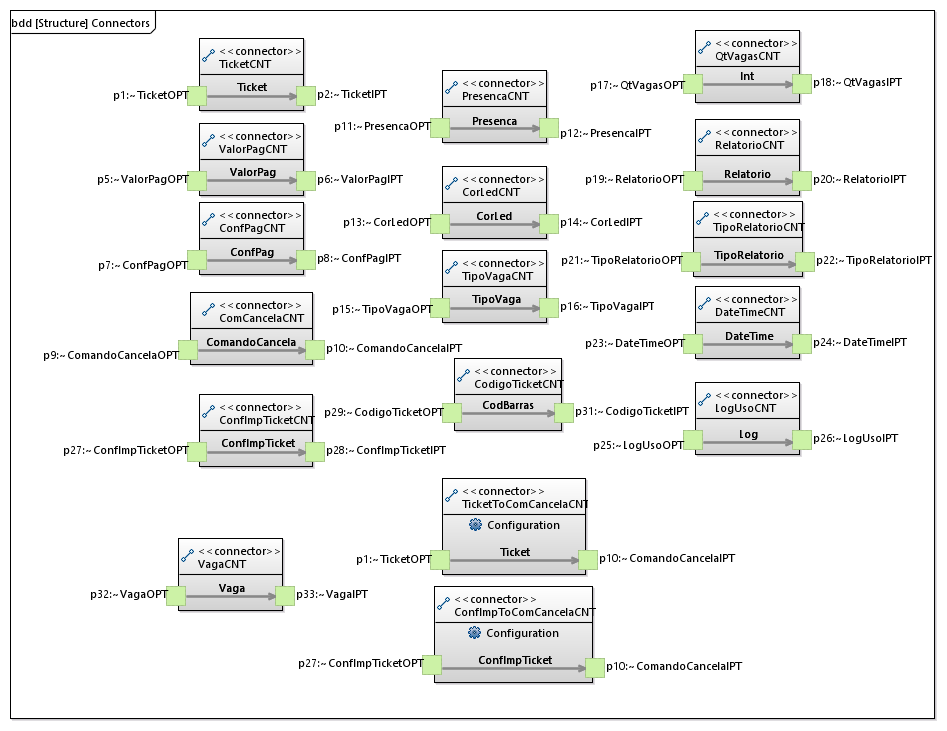 bdd [Structure] Connectors
<<connector>>
TicketCNT
Ticket
p1:~TicketOPT
p2:~TicketIPT
<<connector>>
ValorPagCNT
ValorPag
p5:~ValorPagOPT
p6:~ValorPagIPT
<<connector>>
ConfPagCNT
ConfPag
p7:~ConfPagOPT
p8:~ConfPagIPT
<<connector>>
ComCancelaCNT
ComandoCancela
p9:~ComandoCancelaOPT
p10:~ComandoCancelaIPT
<<connector>>
ConfImpTicketCNT
ConfImpTicket
p27:~ConfImpTicketOPT
p28:~ConfImpTicketIPT
<<connector>>
VagaCNT
Vaga
p32:~VagaOPT
p33:~VagaIPT
<<connector>>
PresencaCNT
Presenca
p11:~PresencaOPT
p12:~PresencaIPT
<<connector>>
CorLedCNT
CorLed
p13:~CorLedOPT
p14:~CorLedIPT
<<connector>>
TipoVagaCNT
TipoVaga
p15:~TipoVagaOPT
p16:~TipoVagaIPT
<<connector>>
CodigoTicketCNT
CodBarras
p29:~CodigoTicketOPT
p31:~CodigoTicketIPT
<<connector>>
TicketToComCancelaCNT
Configuration
Ticket
p1:~TicketOPT
p10:~ComandoCancelaIPT
<<connector>>
ConfImpToComCancelaCNT
Configuration
ConfImpTicket
p27:~ConfImpTicketOPT
p10:~ComandoCancelaIPT
<<connector>>
QtVagasCNT
Int
p17:~QtVagasOPT
p18:~QtVagasIPT
<<connector>>
RelatorioCNT
Relatorio
p19:~RelatorioOPT
p20:~RelatorioIPT
<<connector>>
TipoRelatorioCNT
TipoRelatorio
p21:~TipoRelatorioOPT
p22:~TipoRelatorioIPT
<<connector>>
DateTimeCNT
DateTime
p23:~DateTimeOPT
p24:~DateTimeIPT
<<connector>>
LogUsoCNT
Log
p25:~LogUsoOPT
p26:~LogUsoIPT